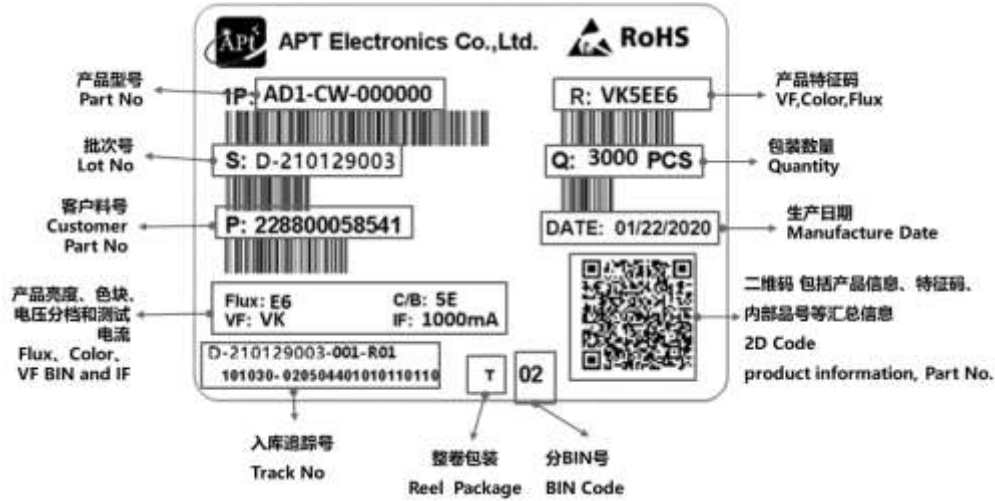 APT
APT Electronics Co.,Ltd.
RoHS
产品型号
Part No
1P: AD1-CW-000000
R: VK5EE6
产品特征码
VF,Color,Flux
批次号
Lot No
S: D-210129003
Q: 3000 PCS
包装数量
Quantity
客户料号
Customer
Part No
P: 228800058541
DATE: 01/22/2020
生产日期
Manufacture Date
产品亮度、色块、
电压分档和测试
电流
Flux、Color、
VF BIN and IF
Flux: E6
C/B: 5E
VF: VK
IF: 1000mA
二维码 包括产品信息、特征码、
内部品号等汇总信息
2D Code
product information, Part No.
D-210129003-001-R01
101030-020504401010110110
T
02
入库追踪号
Track No
整卷包装
Reel Package
分BIN号
BIN Code